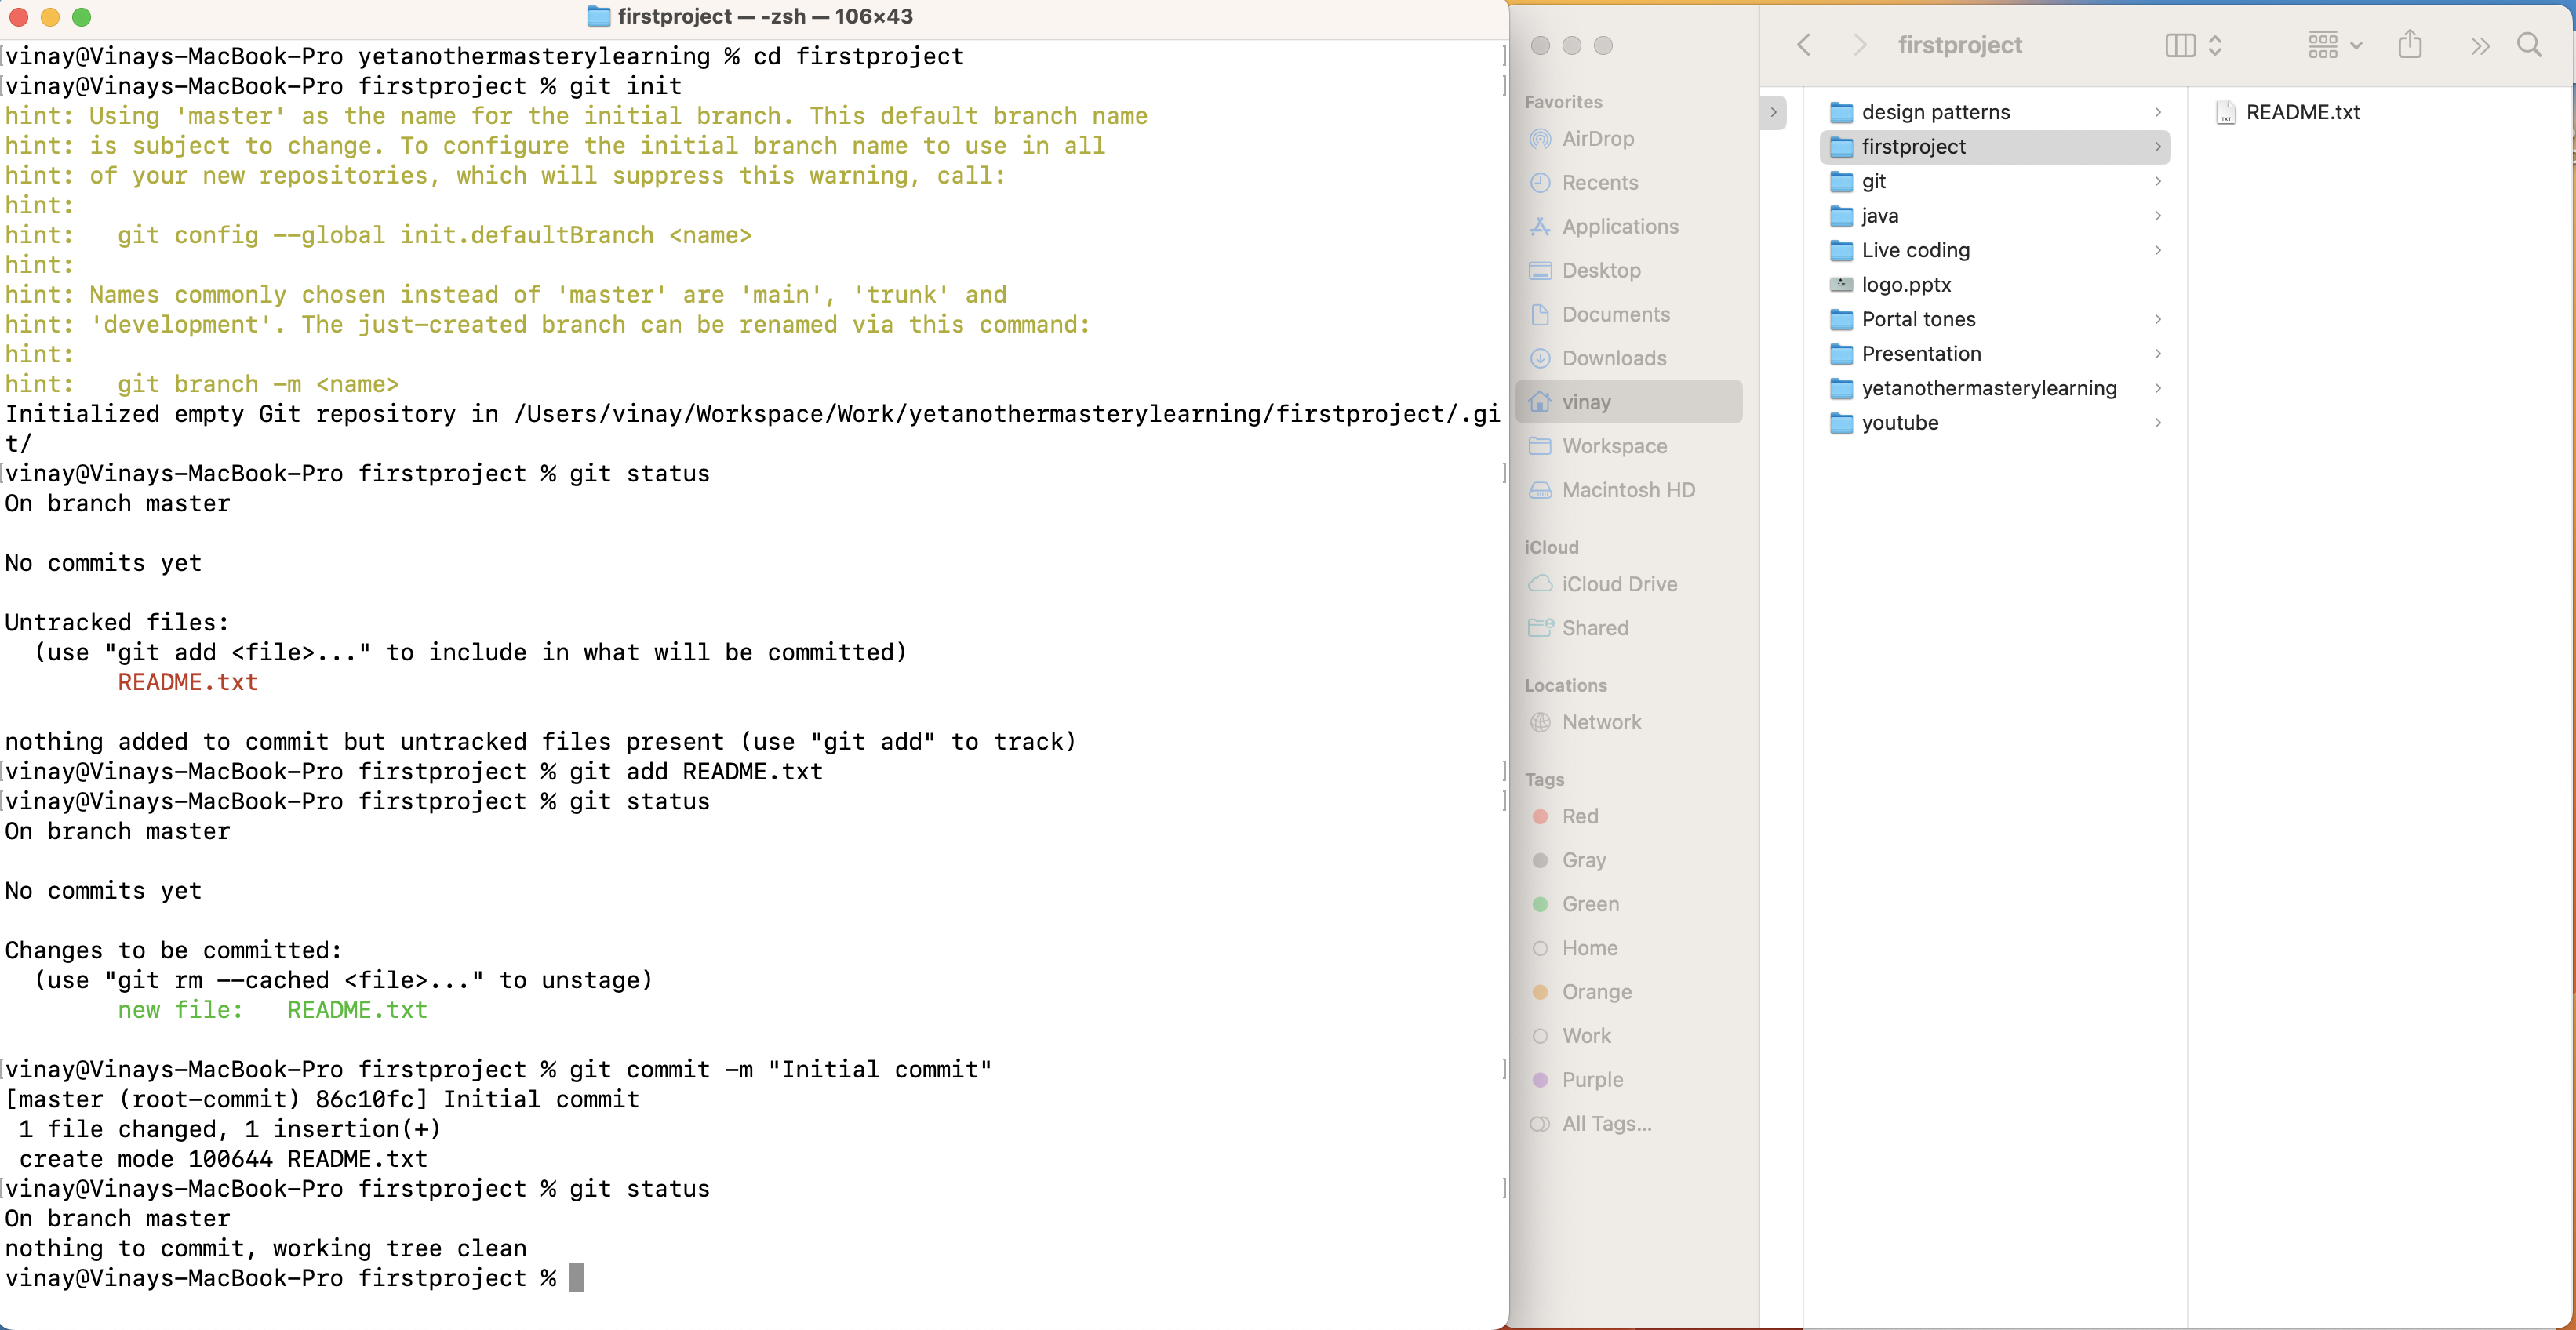 firstproject — -zsh — 106×43
vinay@Vinays-MacBook-Pro yetanothermasterylearning % cd firstproject
vinay@Vinays-MacBook-Pro firstproject % git init
hint: Using 'master' as the name for the initial branch. This default branch name
hint: is subject to change. To configure the initial branch name to use in all
hint: of your new repositories, which will suppress this warning, call:
hint:
hint:   git config --global init.defaultBranch <name>
hint:
hint: Names commonly chosen instead of 'master' are 'main', 'trunk' and
hint: 'development'. The just-created branch can be renamed via this command:
hint:
hint:   git branch -m <name>
Initialized empty Git repository in /Users/vinay/Workspace/Work/yetanothermasterylearning/firstproject/.gi
t/
vinay@Vinays-MacBook-Pro firstproject % git status
On branch master
No commits yet
Untracked files:
  (use "git add <file>..." to include in what will be committed)
        README.txt
nothing added to commit but untracked files present (use "git add" to track)
vinay@Vinays-MacBook-Pro firstproject % git add README.txt
vinay@Vinays-MacBook-Pro firstproject % git status
On branch master
No commits yet
Changes to be committed:
  (use "git rm --cached <file>..." to unstage)
        new file:   README.txt
vinay@Vinays-MacBook-Pro firstproject % git commit -m "Initial commit"
[master (root-commit) 86c10fc] Initial commit
 1 file changed, 1 insertion(+)
 create mode 100644 README.txt
vinay@Vinays-MacBook-Pro firstproject % git status
On branch master
nothing to commit, working tree clean
vinay@Vinays-MacBook-Pro firstproject %
firstproject
Favorites
AirDrop
Recents
Applications
Desktop
Documents
Downloads
vinay
Workspace
Macintosh HD
iCloud
iCloud Drive
Shared
Locations
Network
Tags
Red
Gray
Green
Home
Orange
Work
Purple
All Tags...
design patterns
firstproject
git
java
Live coding
logo.pptx
Portal tones
Presentation
yetanothermasterylearning
youtube
README.txt